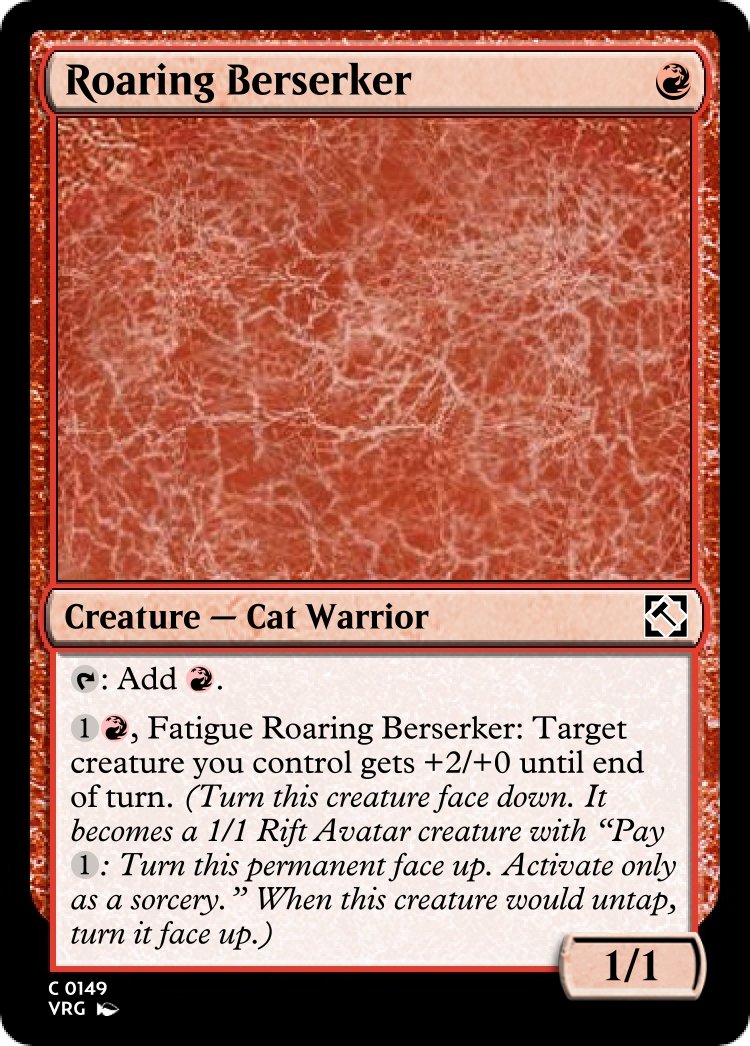 Roaring Berserker
Creature — Cat Warrior
: Add .
1 , Fatigue Roaring Berserker: Target
creature you control gets +2/+0 until end
of turn. (Turn this creature face down. It
becomes a 1/1 Rift Avatar creature with “Pay
1: Turn this permanent face up. Activate only
as a sorcery.” When this creature would untap,
turn it face up.)
1/1
C 0149
VRG